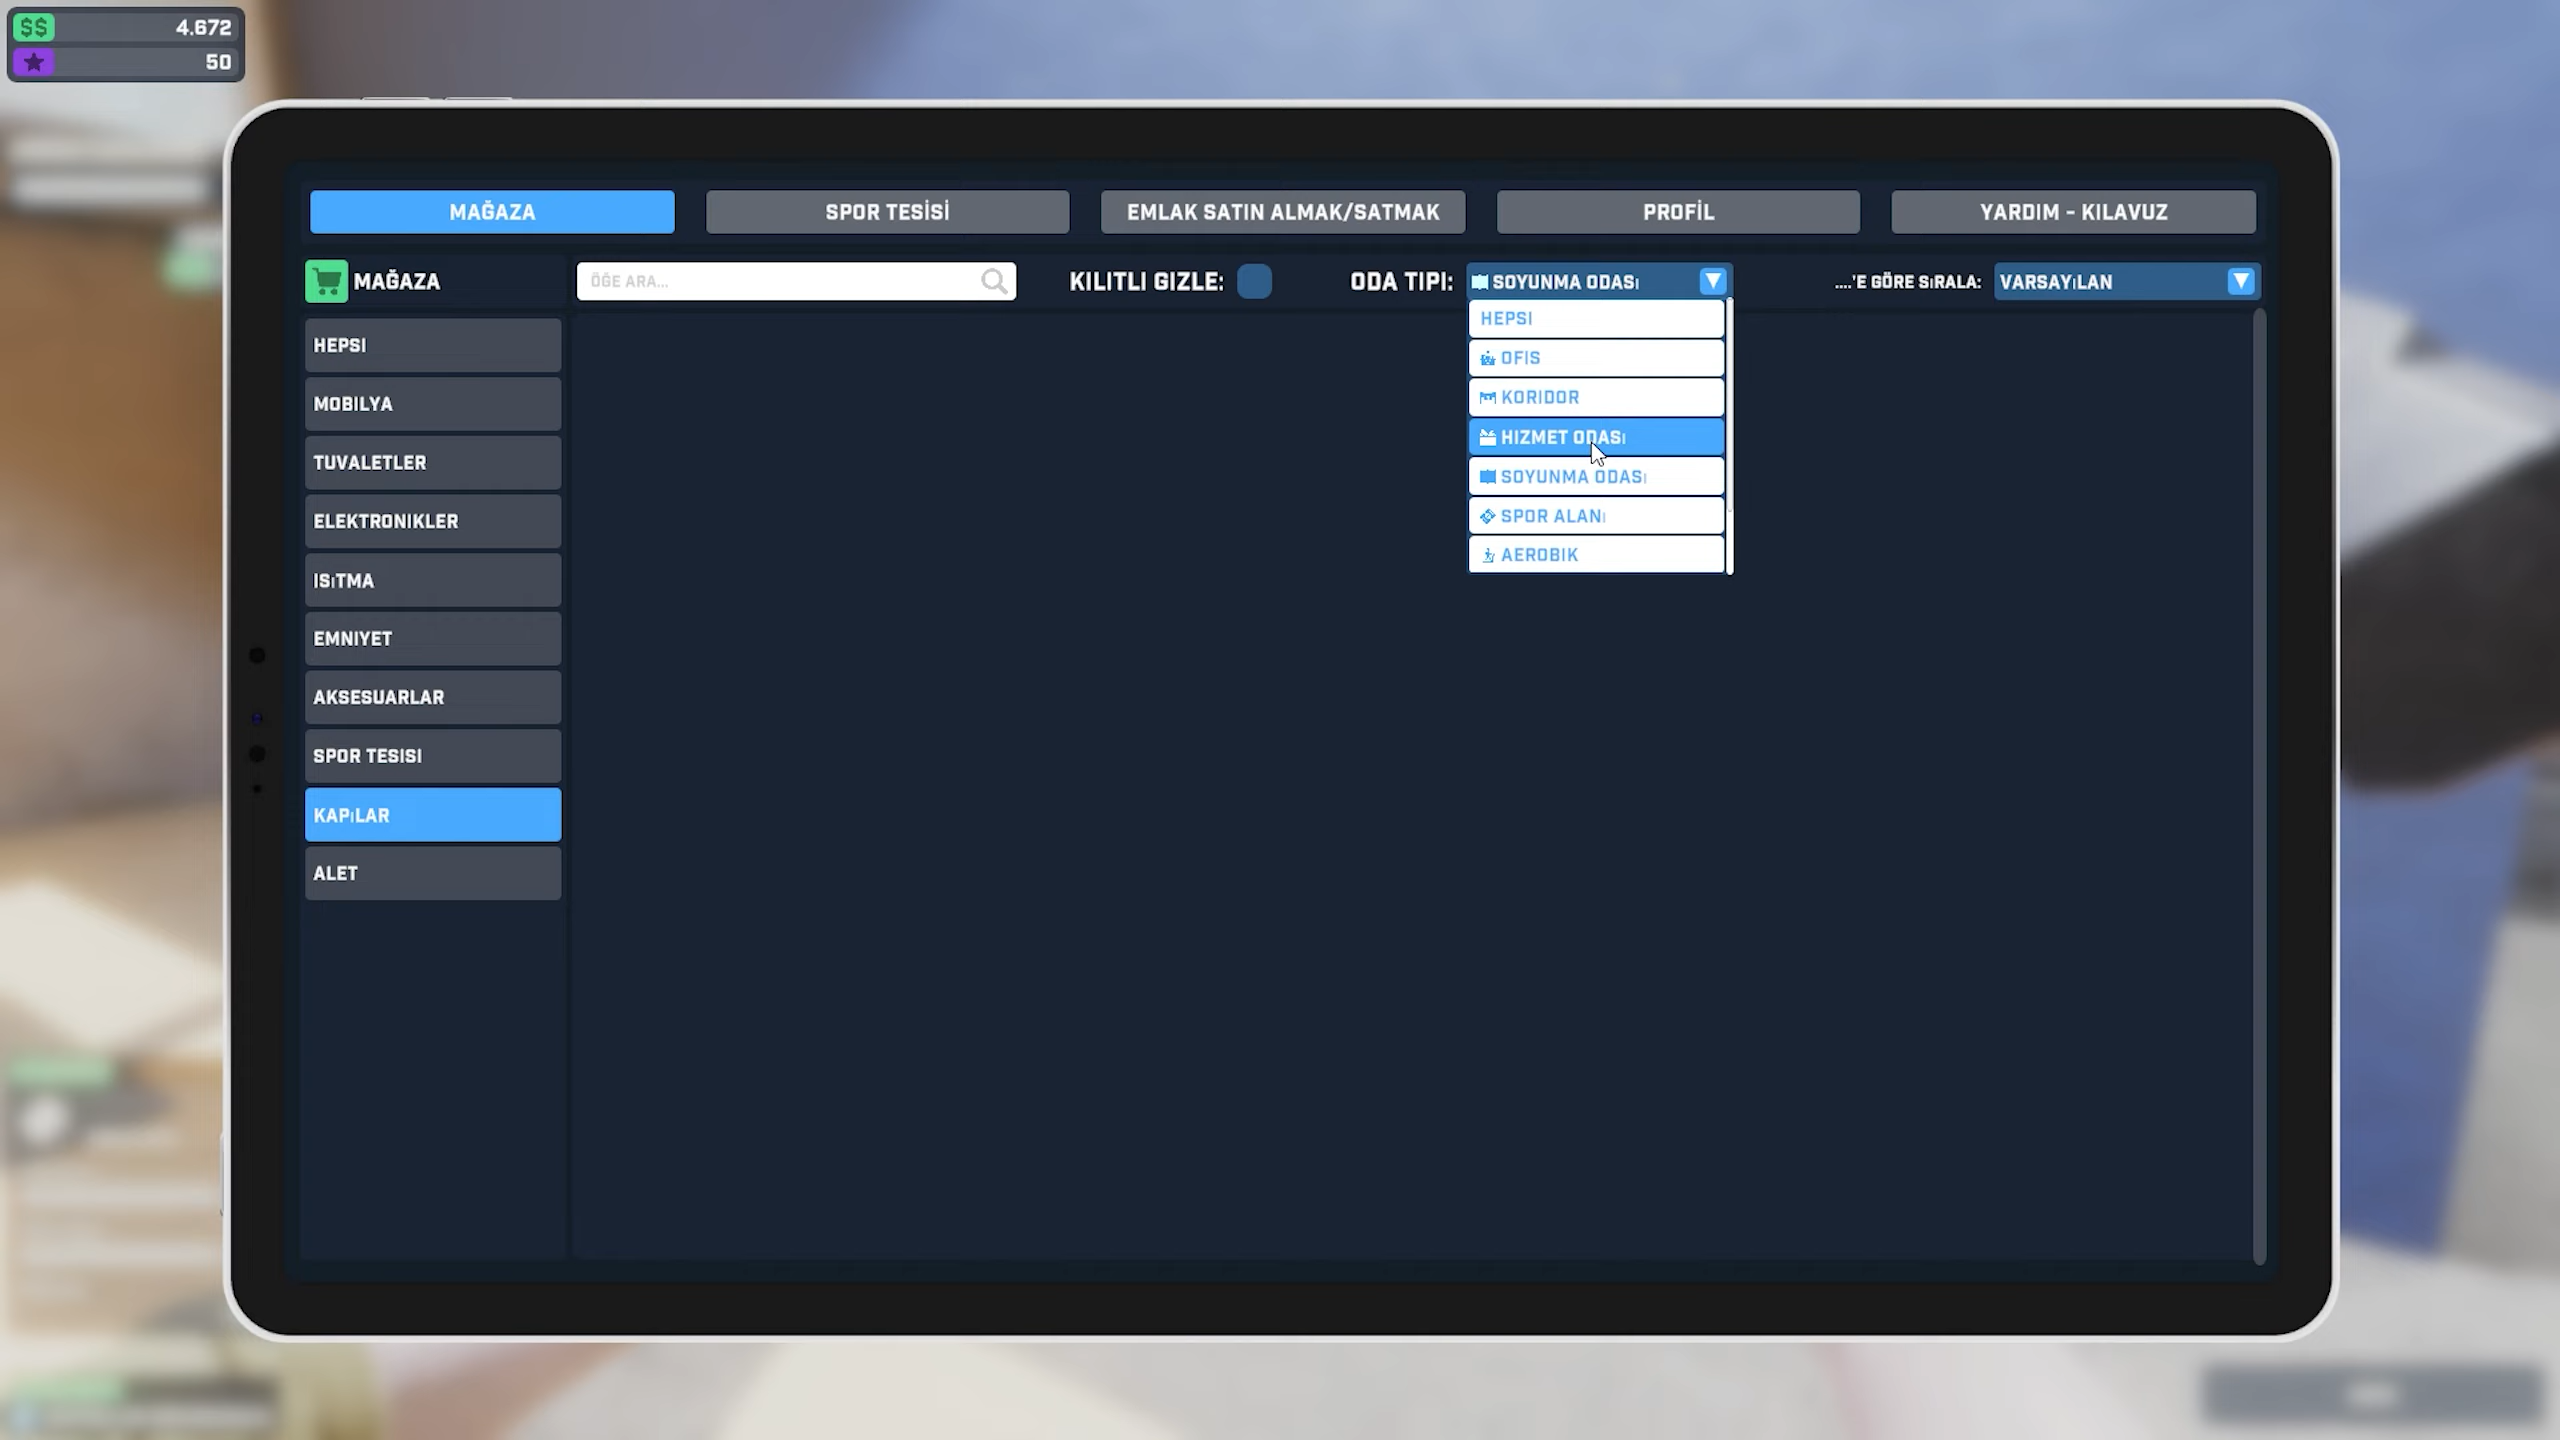 $$ 4.672
50
MAĞAZA
SPOR TESİSİ
EMLAK SATIN ALMAK/SATMAK
PROFİL
YARDIM - KILAVUZ
MAĞAZA
ÖĞE ARA...
KILITLI GIZLE:
ODA TIPI:
SOYUNMA ODASı
....'E GÖRE SıRALA:
VARSAYıLAN
HEPSI
MOBILYA
TUVALETLER
ELEKTRONIKLER
ISıTMA
EMNIYET
AKSESUARLAR
SPOR TESISI
KAPıLAR
ALET
HEPSI
OFIS
KORIDOR
HIZMET ODASı
SOYUNMA ODASı
SPOR ALANı
AEROBIK